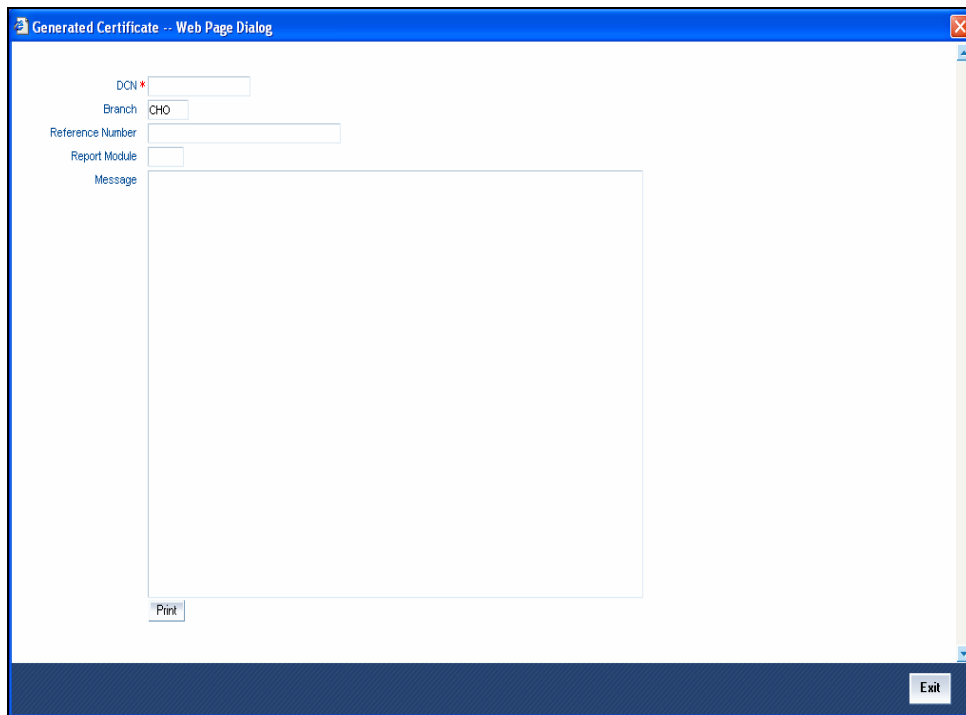 Generated Certificate -- Web Page Dialog
DCN *
Branch CHO
Reference Number
Report Module
Message
Print
Exit